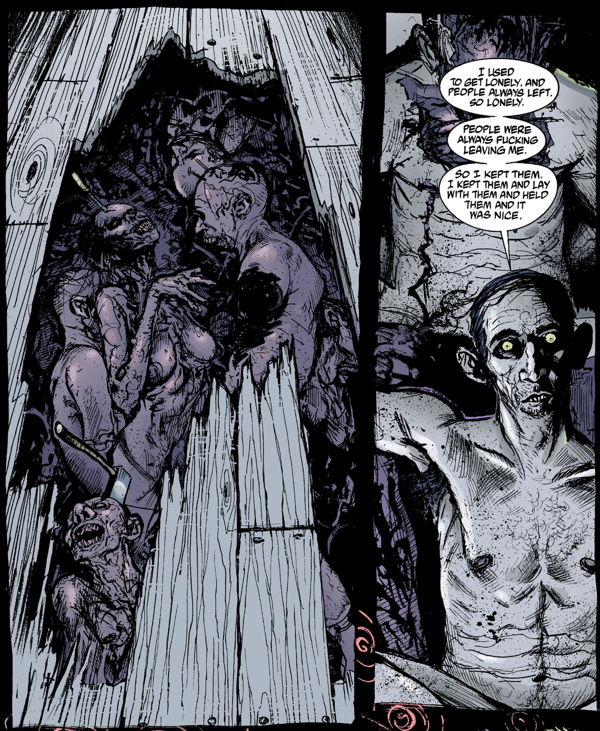 I USED
TO GET LONELY, AND
PEOPLE ALWAYS LEFT.
SO LONELY.
PEOPLE WERE
ALWAYS FUCKING
LEAVING ME.
SO I KEPT THEM.
I KEPT THEM AND LAY
WITH THEM AND HELD
THEM AND IT
WAS NICE.